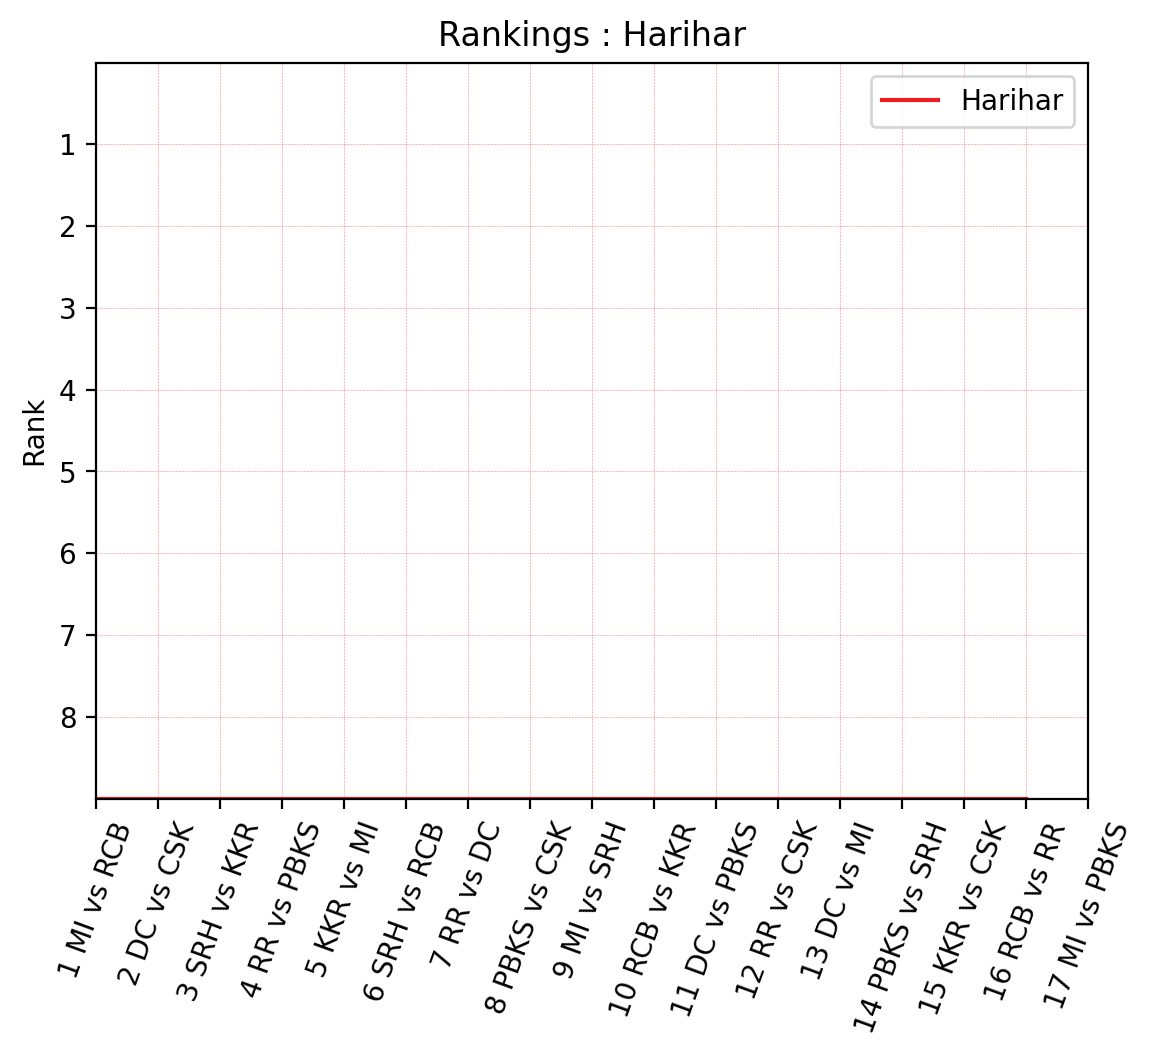 Rankings : Harihar
Harihar
Rank
1
2
3
4
5
6
7
8
1 MI vs RCB
2 DC vs CSK
3 SRH vs KKR
4 RR vs PBKS
5 KKR vs MI
6 SRH vs RCB
7 RR vs DC
8 PBKS vs CSK
9 MI vs SRH
10 RCB vs KKR
11 DC vs PBKS
12 RR vs CSK
13 DC vs MI
14 PBKS vs SRH
15 KKR vs CSK
16 RCB vs RR
17 MI vs PBKS